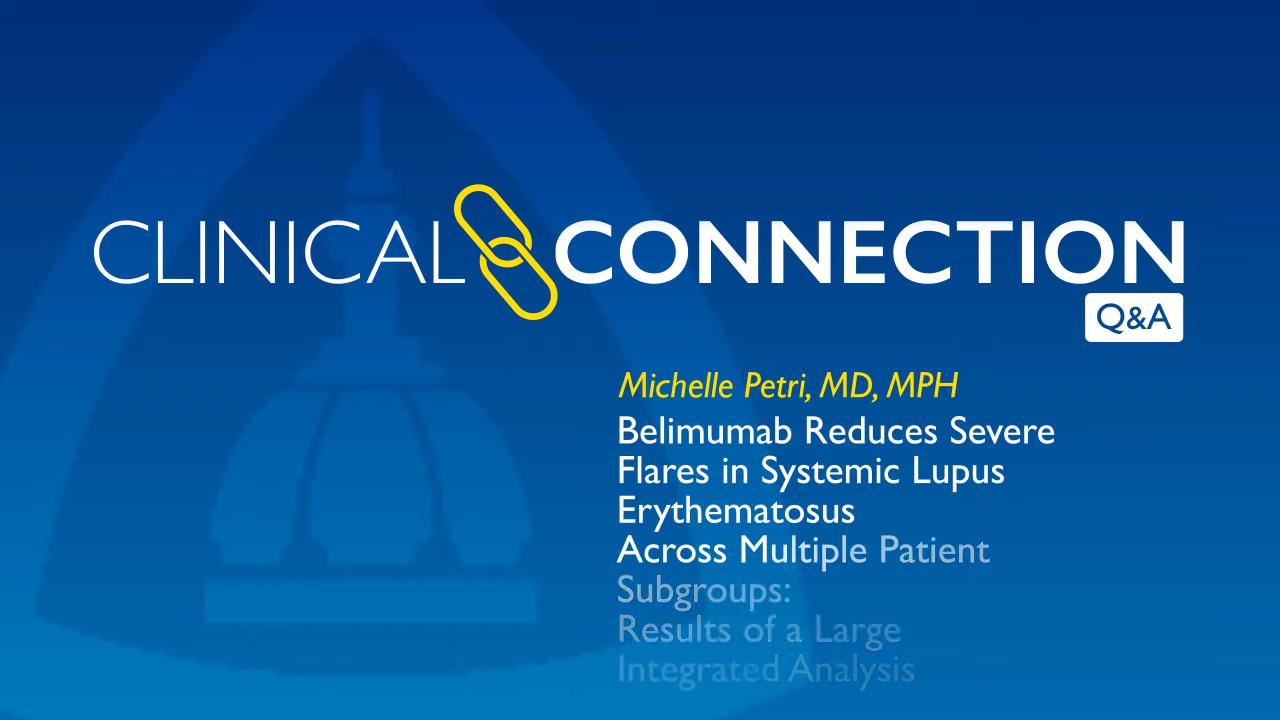 CLINICAL CONNECTION
Q&A
Michelle Petri, MD, MPH
Belimumab Reduces Severe
Flares in Systemic Lupus
Erythematosus
Across Multiple Patient
Subgroups:
Results of a Large
Integrated Analysis